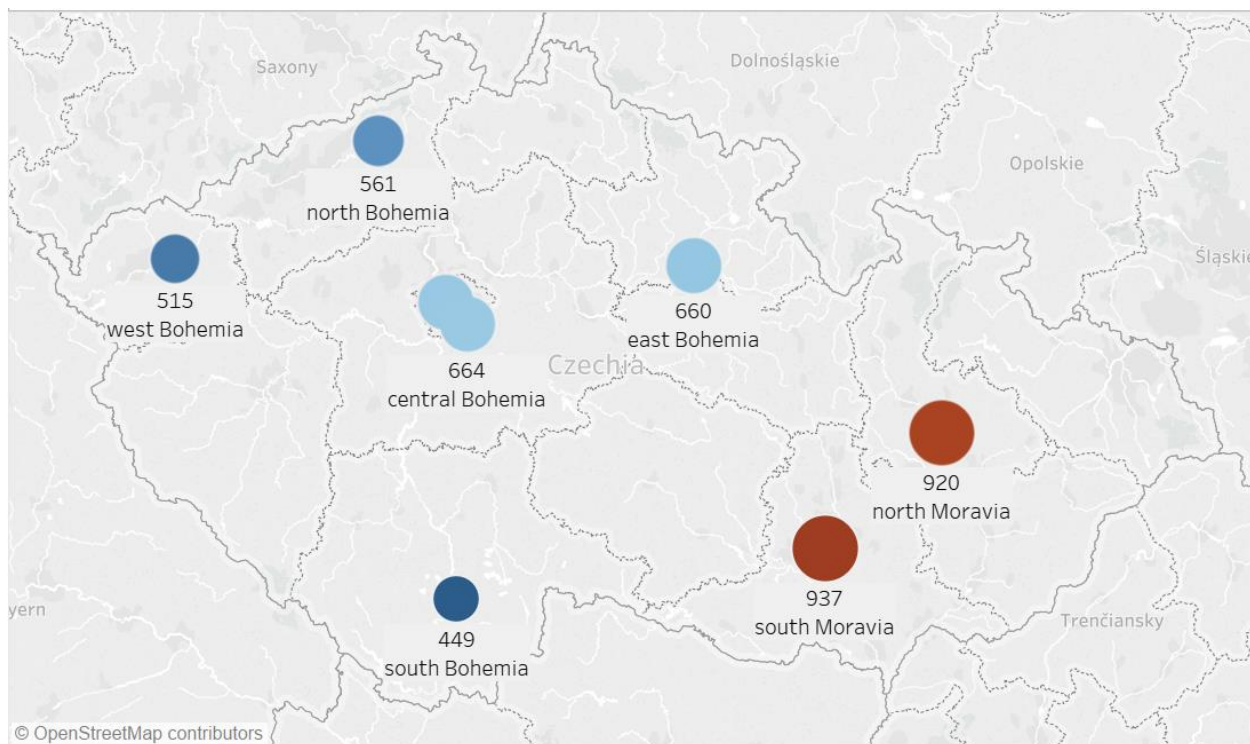 Saxony
Dolnośląskie
561
north Bohemia
Opolskie
515
west Bohemia
660
east Bohemia
Śląskie
664
central Bohemia
Czechia
920
north Moravia
937
south Moravia
449
south Bohemia
Trenčiansky
© OpenStreetMap contributors